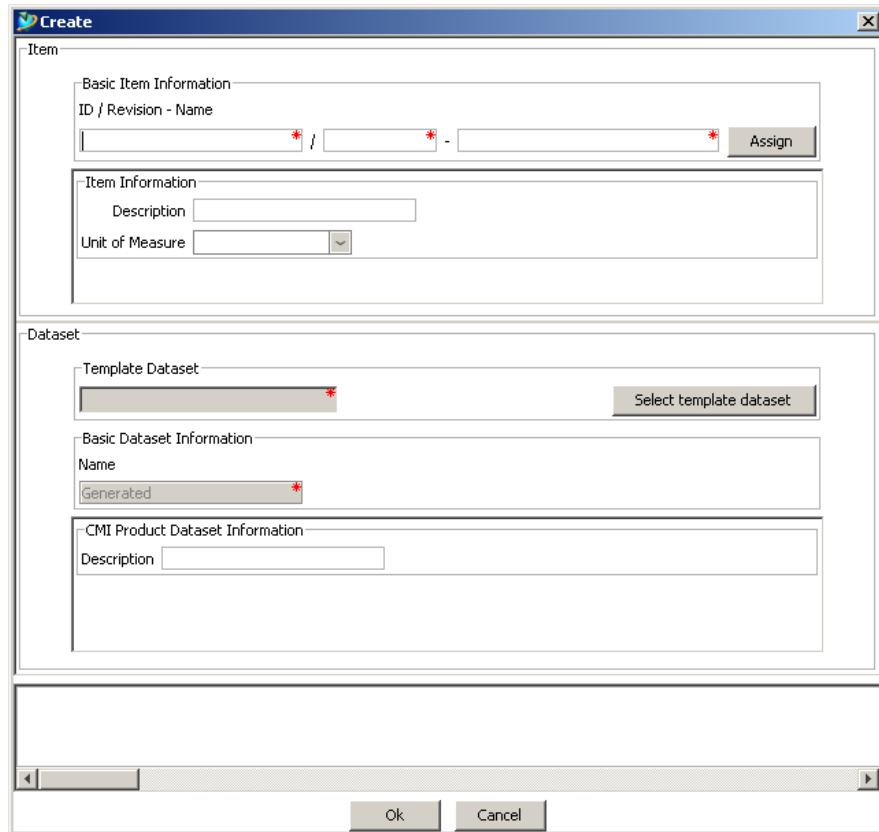 Create
Item
Basic Item Information
ID / Revision - Name
* / * - * Assign
Item Information
Description
Unit of Measure
Dataset
Template Dataset
* Select template dataset
Basic Dataset Information
Name
Generated *
CMI Product Dataset Information
Description
Ok Cancel